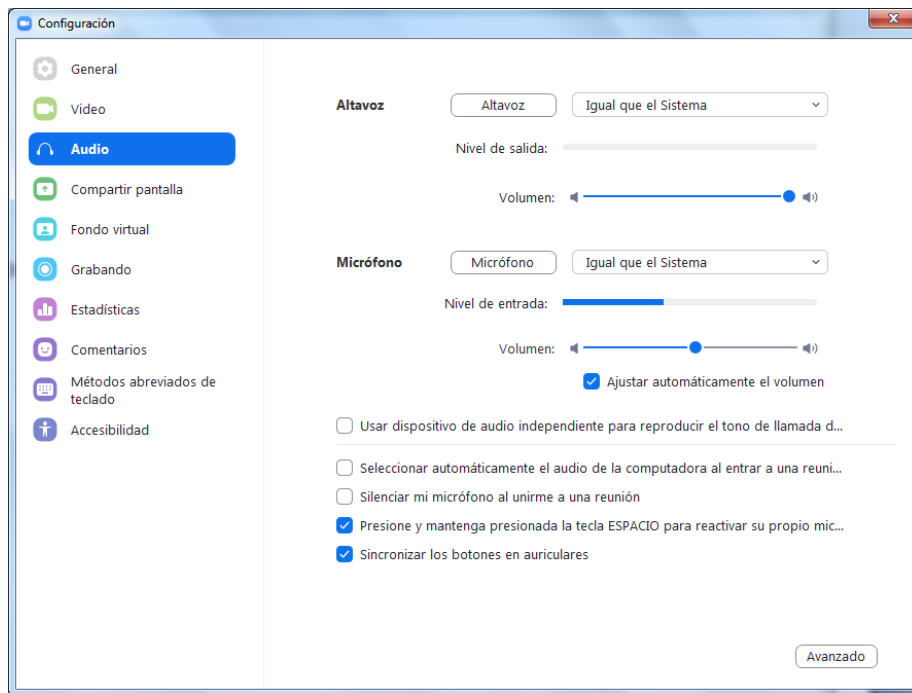 Configuración
General
Video
Audio
Compartir pantalla
Fondo virtual
Grabando
Estadísticas
Comentarios
Métodos abreviados de
teclado
Accesibilidad
Altavoz Altavoz Igual que el Sistema
Nivel de salida:
Volumen:
Micrófono Micrófono Igual que el Sistema
Nivel de entrada:
Volumen:
Ajustar automáticamente el volumen
Usar dispositivo de audio independiente para reproducir el tono de llamada d...
Seleccionar automáticamente el audio de la computadora al entrar a una reuni...
Silenciar mi micrófono al unirme a una reunión
Presione y mantenga presionada la tecla ESPACIO para reactivar su propio mic...
Sincronizar los botones en auriculares
Avanzado